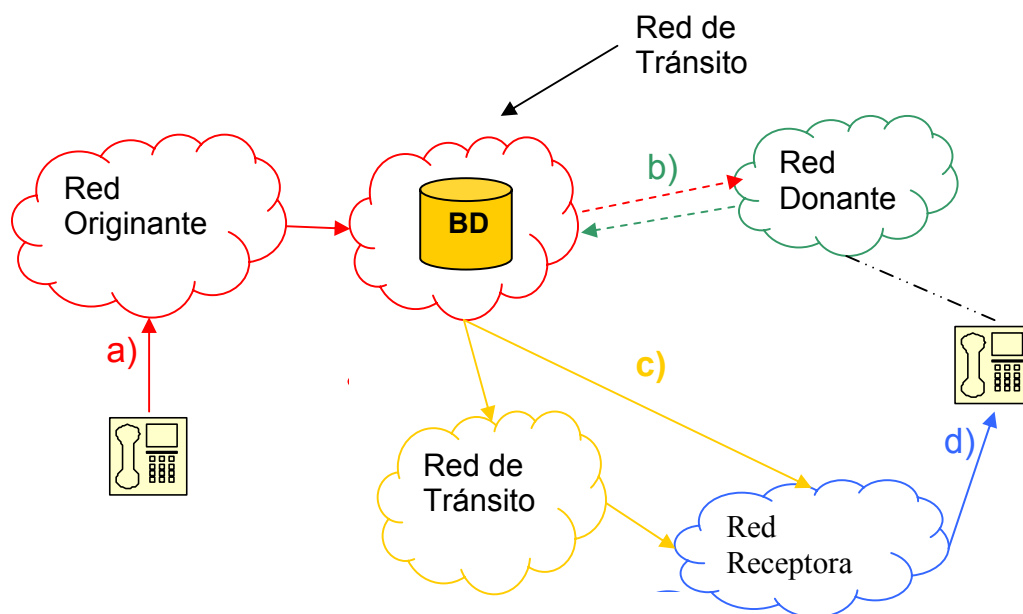 Red de
Tránsito
Red
Originante
BD
b)
Red
Donante
a)
c)
d)
Red de
Tránsito
Red
Receptora